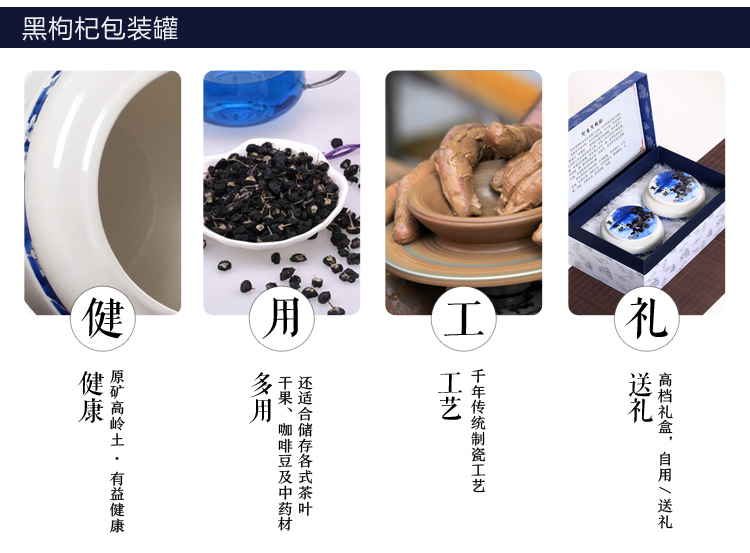 黑枸杞包装罐
健
健康
原矿高岭土·有益健康
用
多用
还适合储存各式茶叶
干果、咖啡豆及中药材
工
工艺
千年传统制瓷工艺
礼
送礼
高档礼盒，自用/送礼